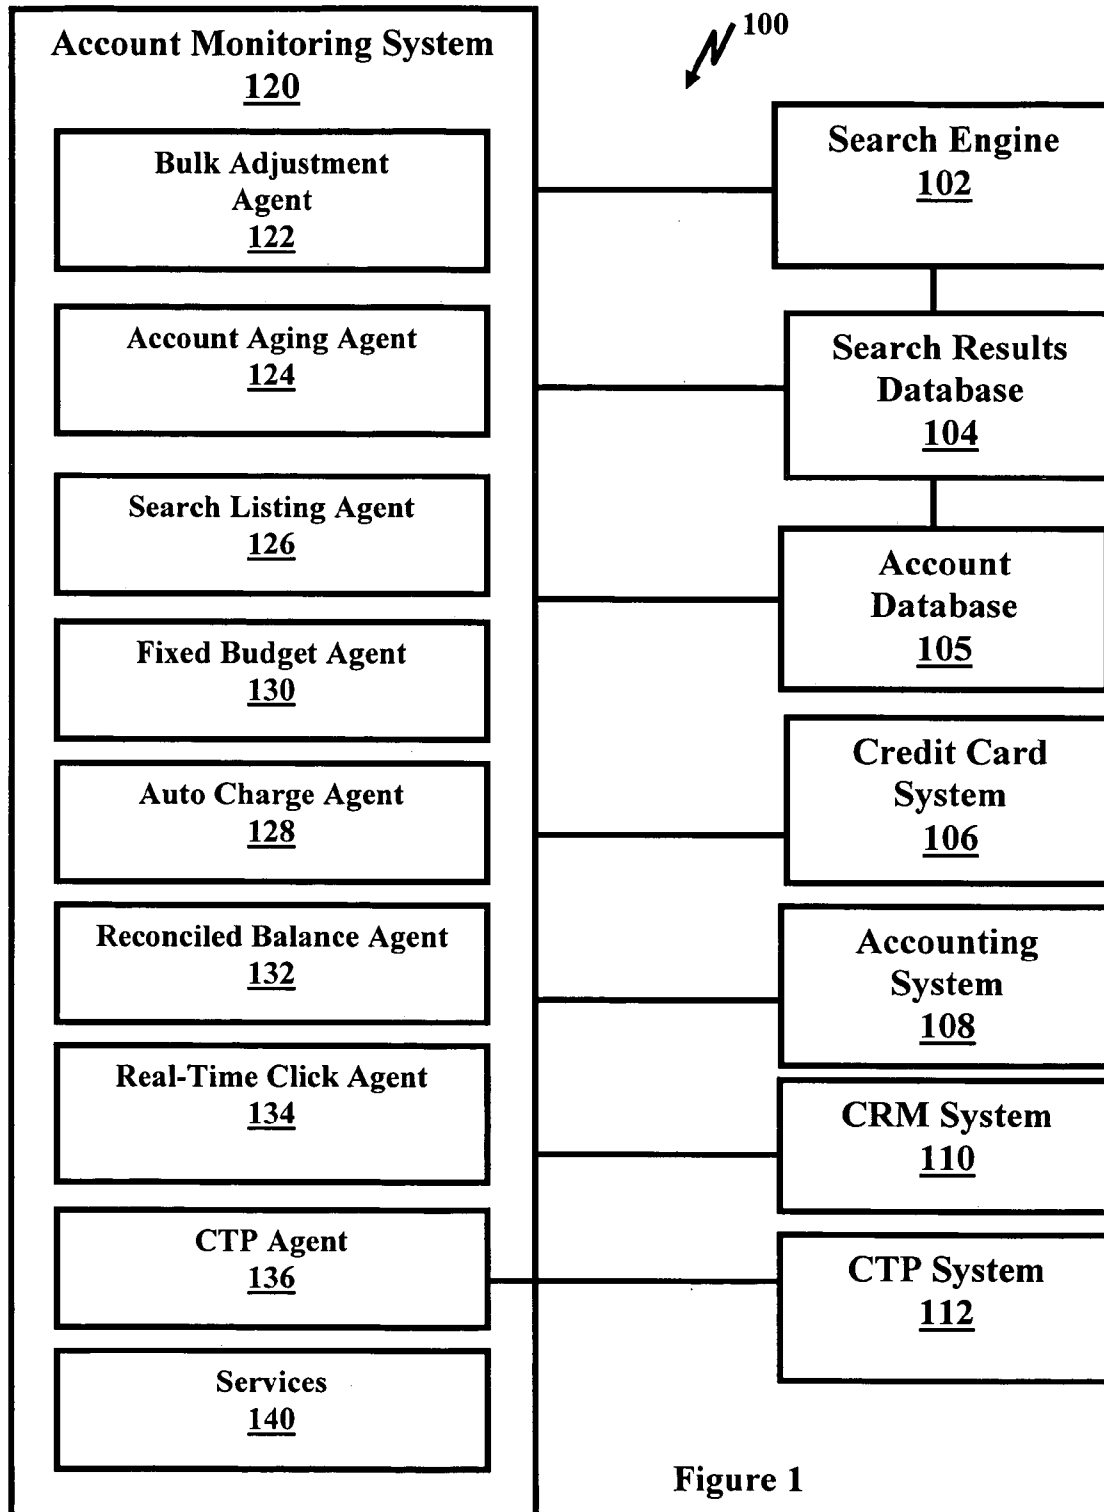 Account Monitoring System
120
Bulk Adjustment
Agent
122
Account Aging Agent
124
Search Listing Agent
126
Fixed Budget Agent
130
Auto Charge Agent
128
Reconciled Balance Agent
132
Real-Time Click Agent
134
CTP Agent
136
Services
140
100
Search Engine
102
Search Results
Database
104
Account
Database
105
Credit Card
System
106
Accounting
System
108
CRM System
110
CTP System
112
Figure 1